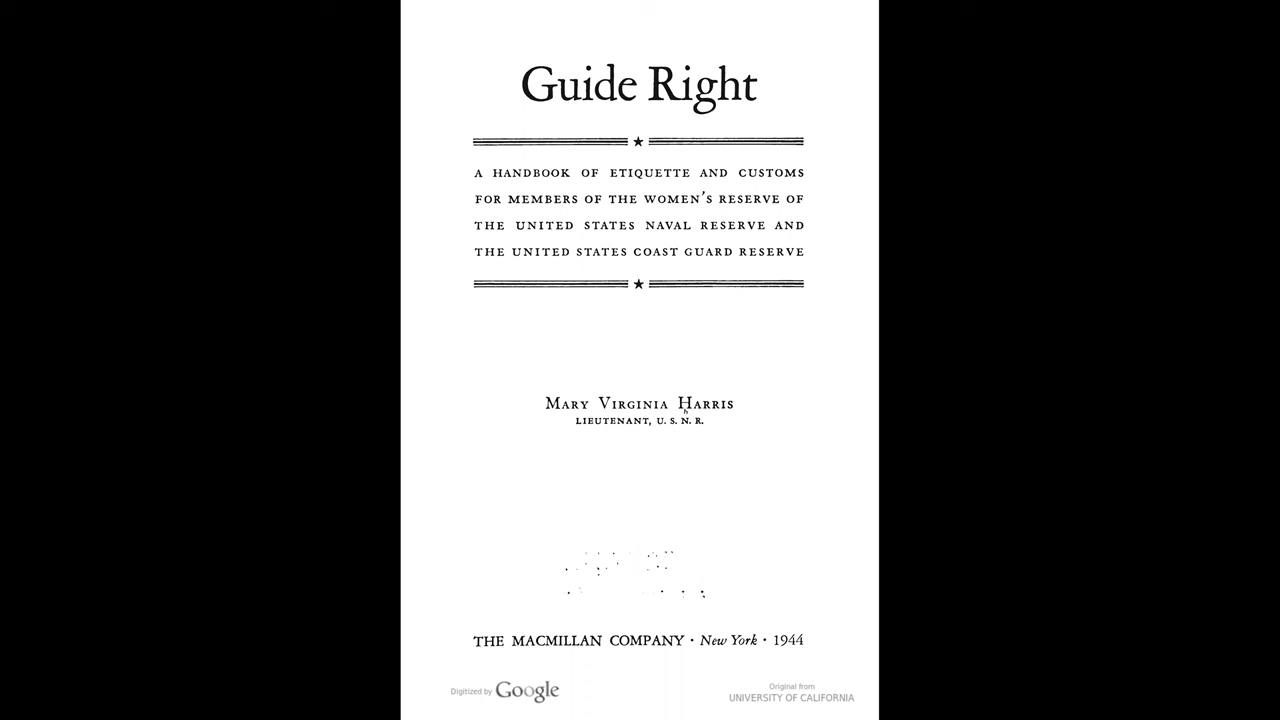 Guide Right
A HANDBOOK OF ETIQUETTE AND CUSTOMS
FOR MEMBERS OF THE WOMEN'S RESERVE OF
THE UNITED STATES NAVAL RESERVE AND
THE UNITED STATES COAST GUARD RESERVE
MARY VIRGINIA HARRIS
LIEUTENANT, U. S. N. R.
THE MACMILLAN COMPANY · New York · 1944
Digitized by Google
Original from
UNIVERSITY OF CALIFORNIA